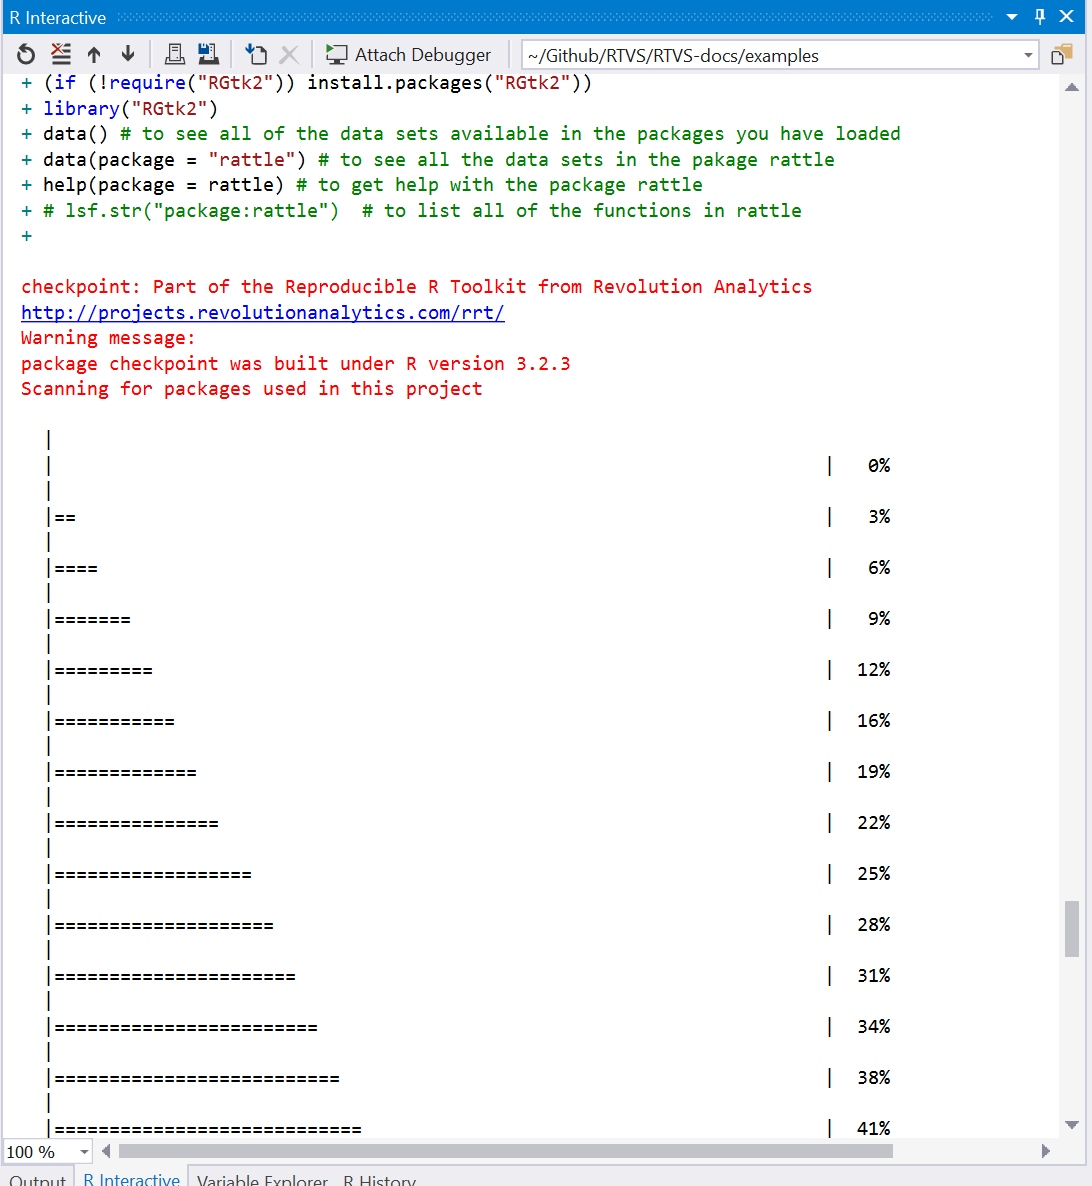 R Interactive
Attach Debugger ~/Github/RTVS/RTVS-docs/examples
+ (if (!require("RGtk2")) install.packages("RGtk2"))
+ library("RGtk2")
+ data() # to see all of the data sets available in the packages you have loaded
+ data(package = "rattle") # to see all the data sets in the pakage rattle
+ help(package = rattle) # to get help with the package rattle
+ # lsf.str("package:rattle")  # to list all of the functions in rattle
+
checkpoint: Part of the Reproducible R Toolkit from Revolution Analytics
http://projects.revolutionanalytics.com/rrt/
Warning message:
package checkpoint was built under R version 3.2.3
Scanning for packages used in this project
|
| | 0%
|
|== | 3%
|
|==== | 6%
|
|======= | 9%
|
|========= | 12%
|
|=========== | 16%
|
|============= | 19%
|
|=============== | 22%
|
|================== | 25%
|
|==================== | 28%
|
|====================== | 31%
|
|======================== | 34%
|
|========================== | 38%
|
|============================ | 41%
100 %
Output R Interactive Variable Explorer R History